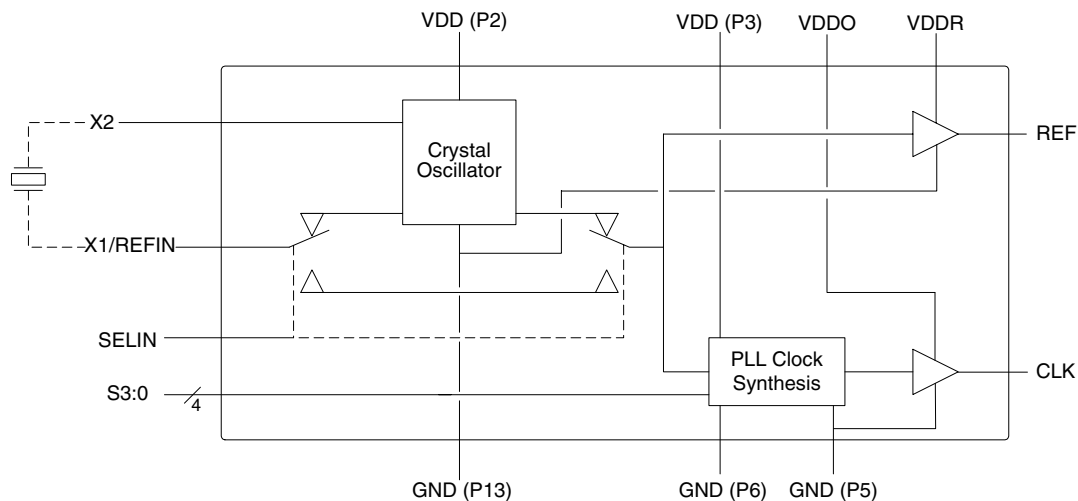 VDD (P2)
VDD (P3)
VDDO
VDDR
X2
Crystal
Oscillator
REF
X1/REFIN
SELIN
PLL Clock
Synthesis
CLK
S3:0
4
GND (P13)
GND (P6)
GND (P5)